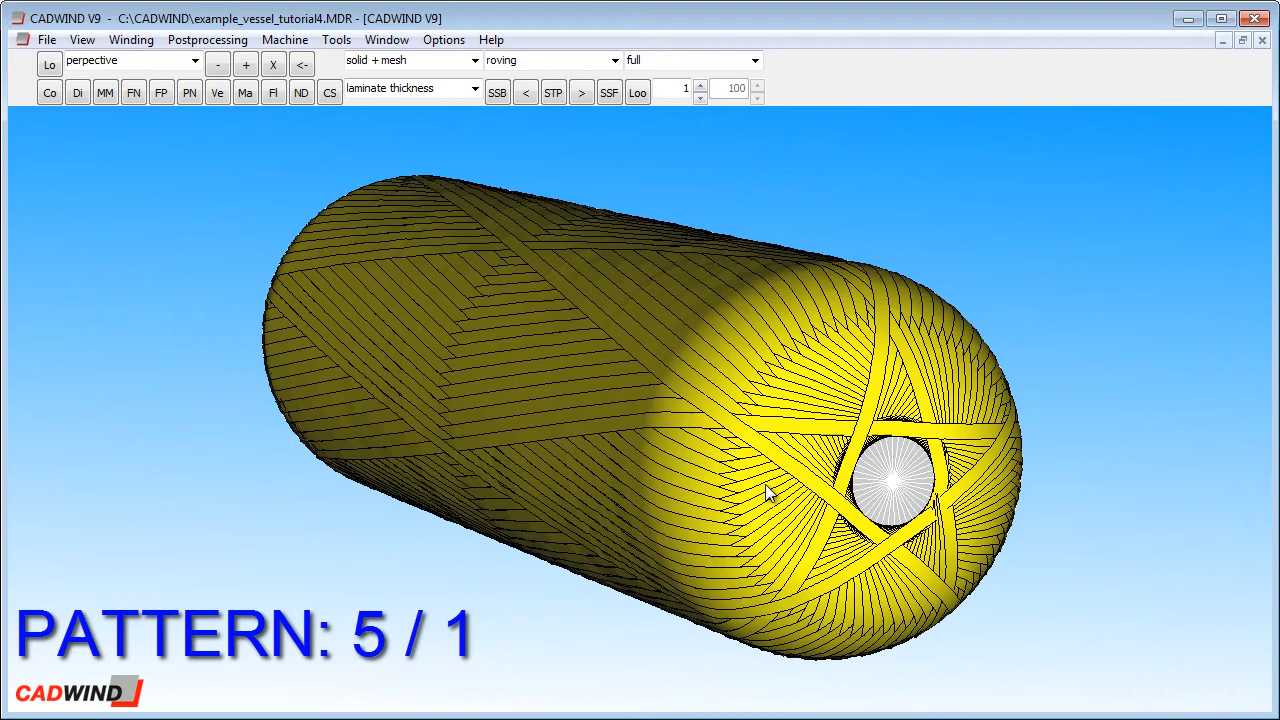 CADWIND V9 - C:\CADWIND\example_vessel_tutorial4.MDR - [CADWIND V9]
File View Winding Postprocessing Machine Tools Window Options Help
Lo perpective - + X <- solid + mesh roving full
Co Di MM FN FP PN Ve Ma Fl ND CS laminate thickness SSB < STP > SSF Loo 1 100
PATTERN: 5 / 1
CADWIND